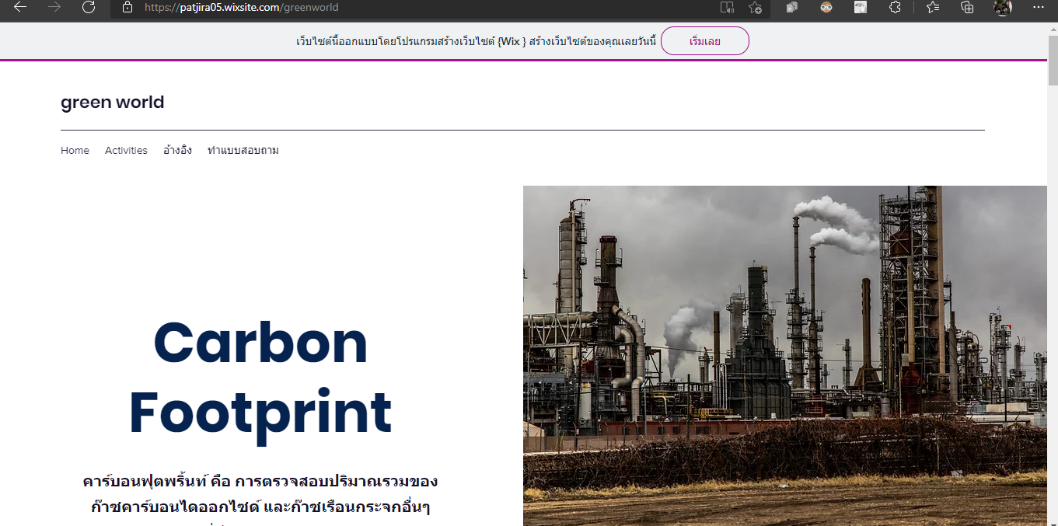 https://patjira05.wixsite.com/greenworld
เว็บไซต์นี้ออกแบบโดยโปรแกรมสร้างเว็บไซต์ {Wix } สร้างเว็บไซต์ของคุณเลยวันนี้ เริ่มเลย
green world
Home Activities อ้างอิง ทำแบบสอบถาม
Carbon
Footprint
คาร์บอนฟุตพริ้นท์ คือ การตรวจสอบปริมาณรวมของ
ก๊าซคาร์บอนไดออกไซด์ และก๊าซเรือนกระจกอื่นๆ